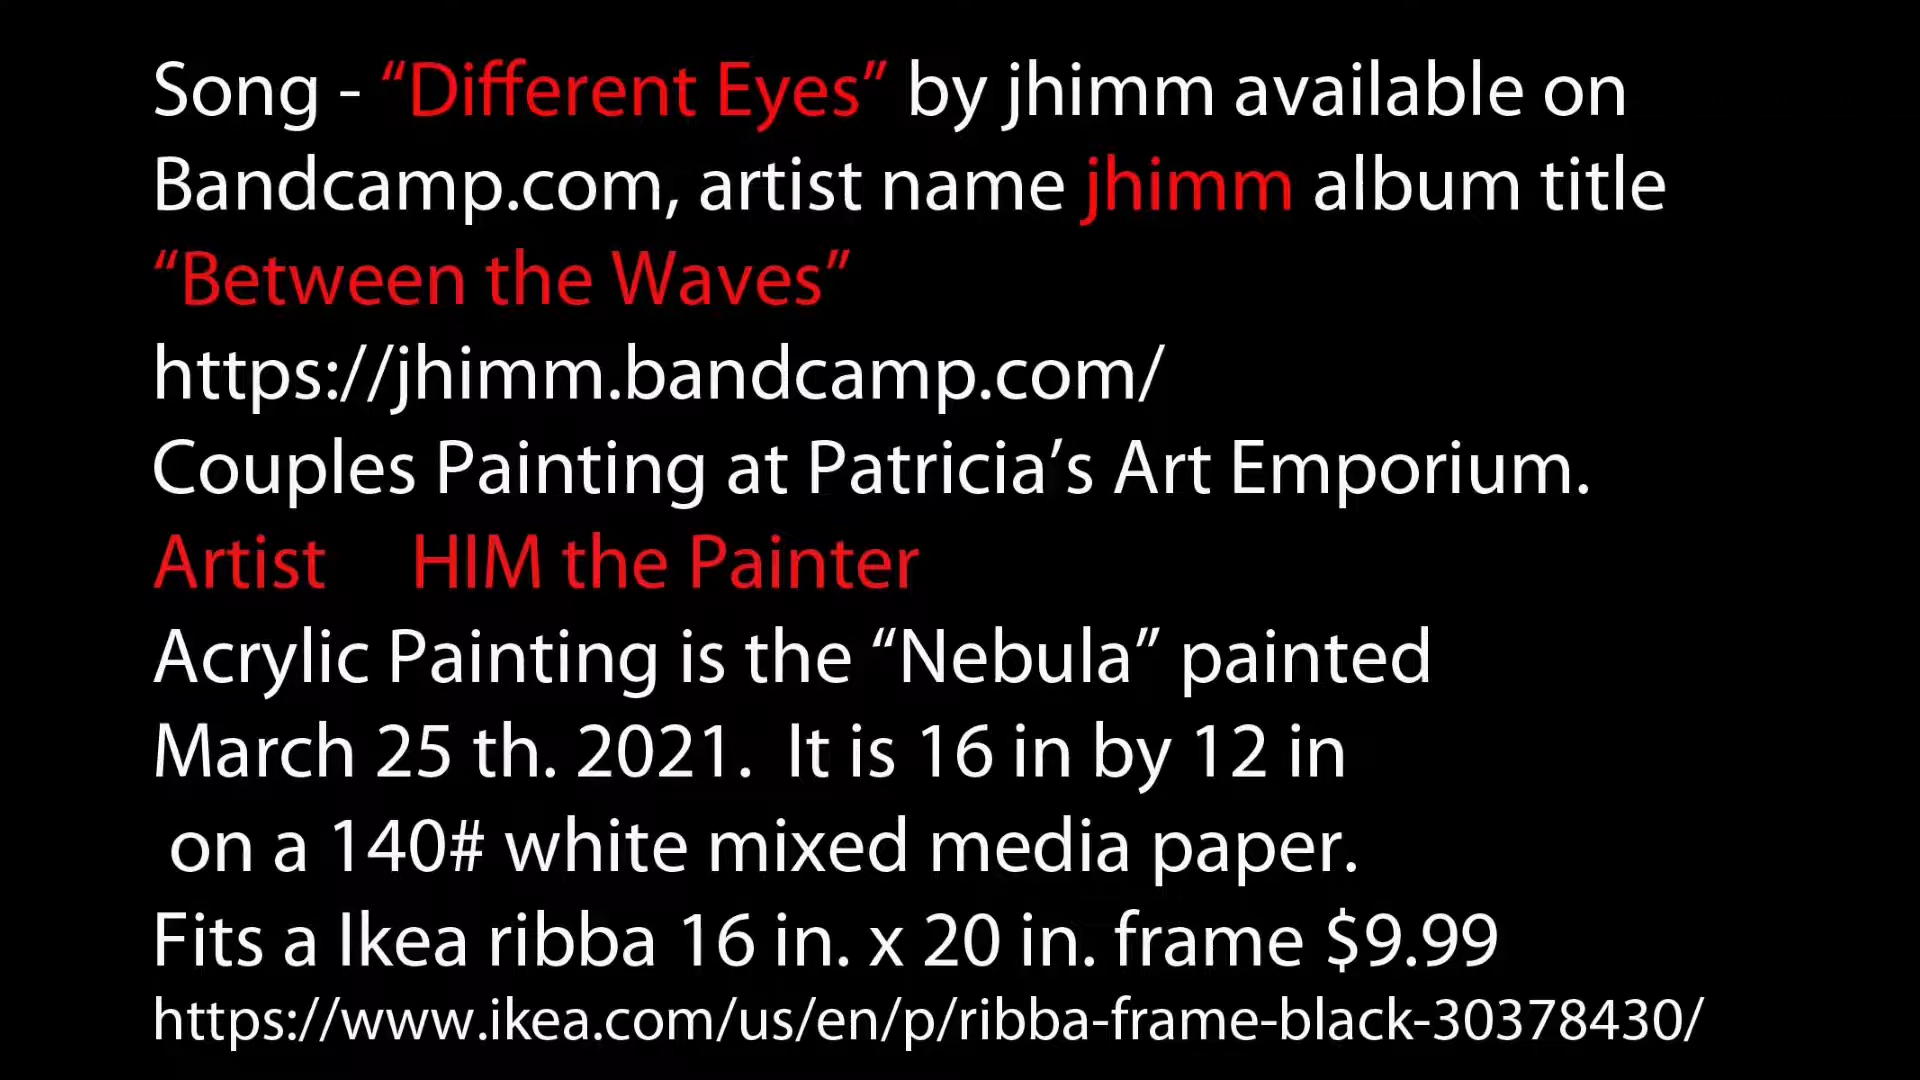 Song - “Different Eyes” by jhimm available on
Bandcamp.com, artist name jhimm album title
“Between the Waves”
https://jhimm.bandcamp.com/
Couples Painting at Patricia’s Art Emporium.
Artist HIM the Painter
Acrylic Painting is the “Nebula” painted
March 25 th. 2021. It is 16 in by 12 in
on a 140# white mixed media paper.
Fits a Ikea ribba 16 in. x 20 in. frame $9.99
https://www.ikea.com/us/en/p/ribba-frame-black-30378430/